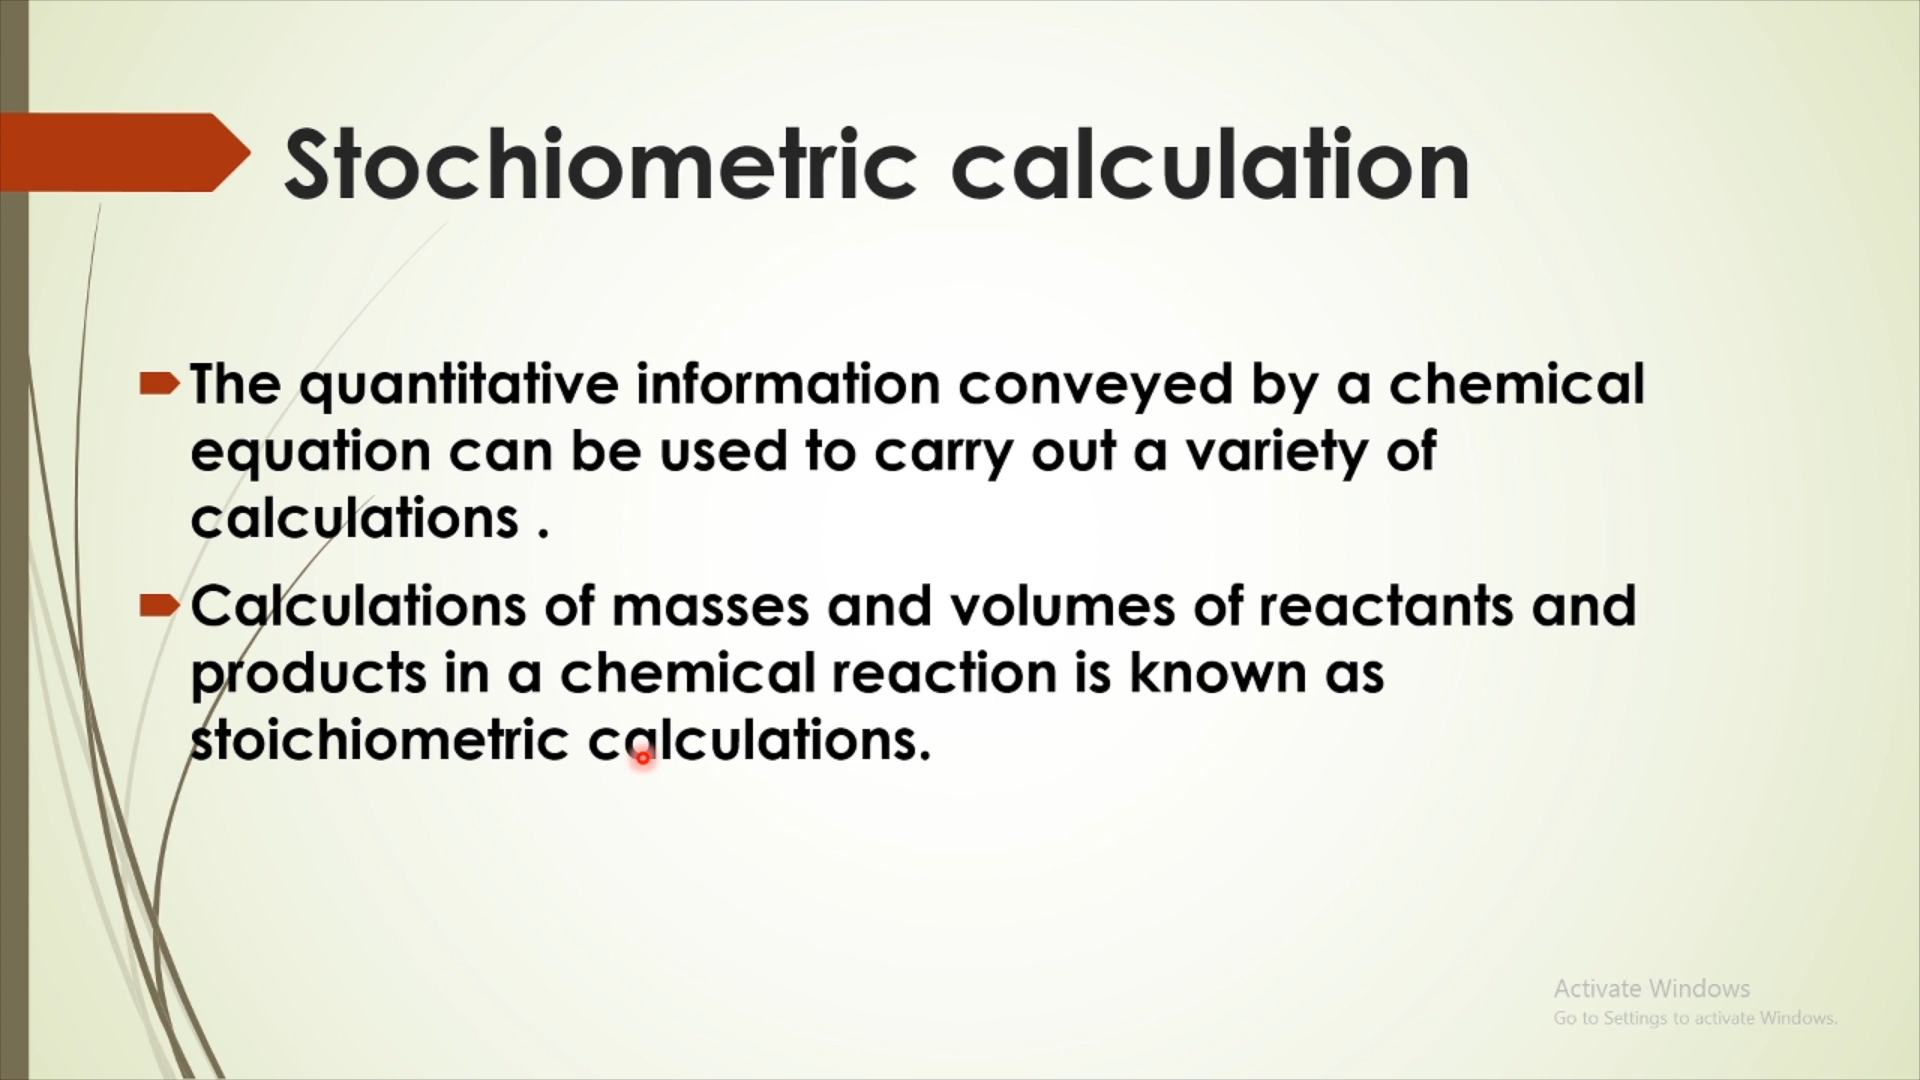 Stochiometric calculation
The quantitative information conveyed by a chemical
equation can be used to carry out a variety of
calculations .
Calculations of masses and volumes of reactants and
products in a chemical reaction is known as
stoichiometric calculations.
Activate Windows
Go to Settings to activate Windows.